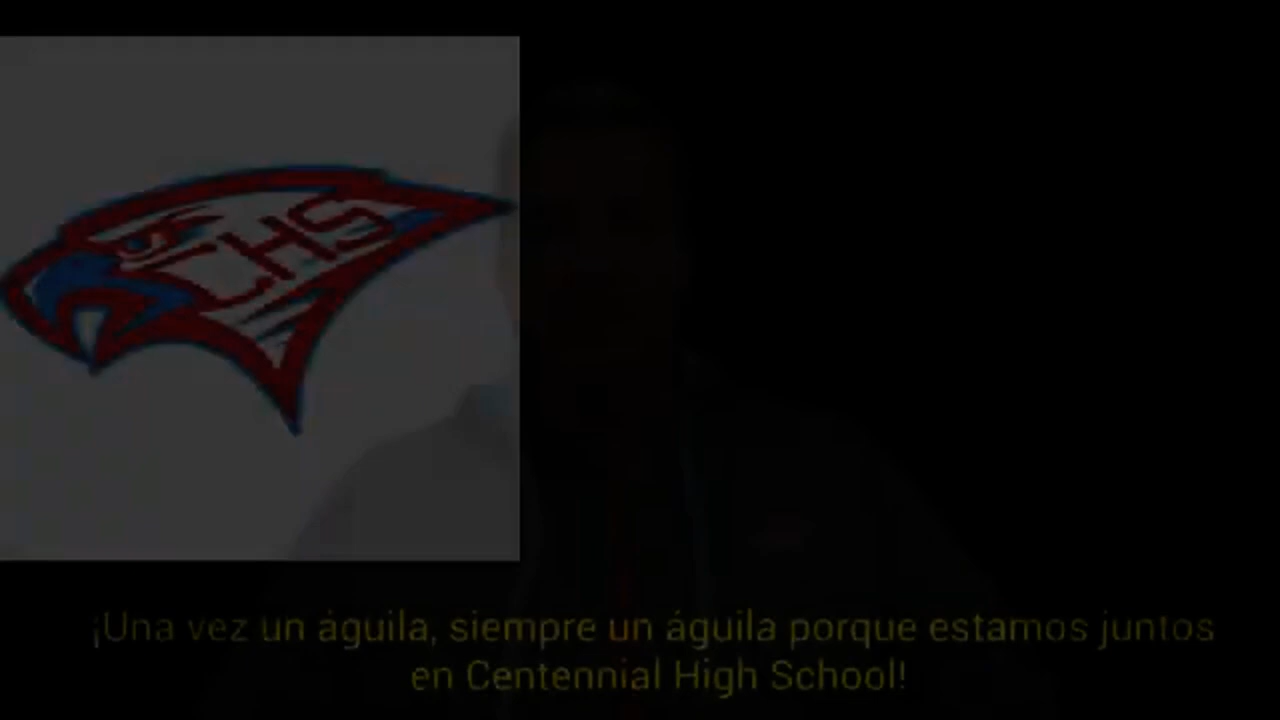 CHS
¡Una vez un águila, siempre un águila porque estamos juntos
en Centennial High School!